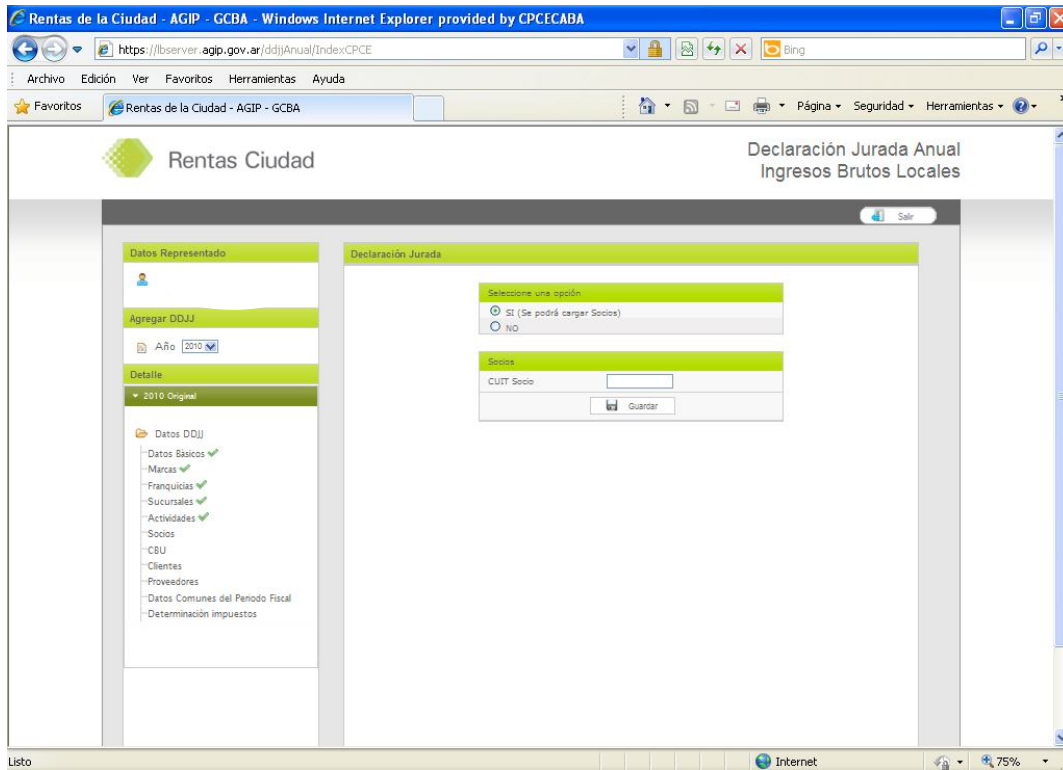 Rentas de la Ciudad - AGIP - GCBA - Windows Internet Explorer provided by CPCECABA
https://lbserver.agip.gov.ar/ddjjAnual/IndexCPCE
Bing
Archivo Edición Ver Favoritos Herramientas Ayuda
Favoritos
Rentas de la Ciudad - AGIP - GCBA
Página
Seguridad
Herramientas
Rentas Ciudad
Declaración Jurada Anual
Ingresos Brutos Locales
Salir
Datos Representado
Agregar DDJJ
Año 2010
Detalle
2010 Original
Datos DDJJ
Datos Básicos
Marcas
Franquicias
Sucursales
Actividades
Socios
CBU
Clientes
Proveedores
Datos Comunes del Periodo Fiscal
Determinación impuestos
Declaración Jurada
Seleccione una opción
SI (Se podrá cargar Socios)
NO
Socios
CUIT Socio
Guardar
Listo
Internet
75%